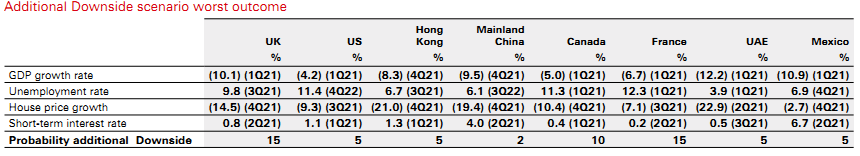 Additional Downside scenario worst outcome
UK US Hong Kong Mainland China Canada France UAE Mexico
% % % % % % % %
GDP growth rate (10.1) (1Q21) (4.2) (1Q21) (8.3) (4Q21) (9.5) (4Q21) (5.0) (1Q21) (6.7) (1Q21) (12.2) (1Q21) (10.9) (1Q21)
Unemployment rate 9.8 (3Q21) 11.4 (4Q22) 6.7 (3Q21) 6.1 (3Q22) 11.3 (1Q21) 12.3 (1Q21) 3.9 (1Q21) 6.9 (4Q21)
House price growth (14.5) (4Q21) (9.3) (3Q21) (21.0) (4Q21) (19.4) (4Q21) (10.4) (4Q21) (7.1) (3Q21) (22.9) (2Q21) (2.7) (4Q21)
Short-term interest rate 0.8 (2Q21) 1.1 (1Q21) 1.3 (1Q21) 4.0 (2Q21) 0.4 (1Q21) 0.2 (2Q21) 0.5 (3Q21) 6.7 (2Q21)
Probability additional Downside 15 5 5 2 10 15 5 5